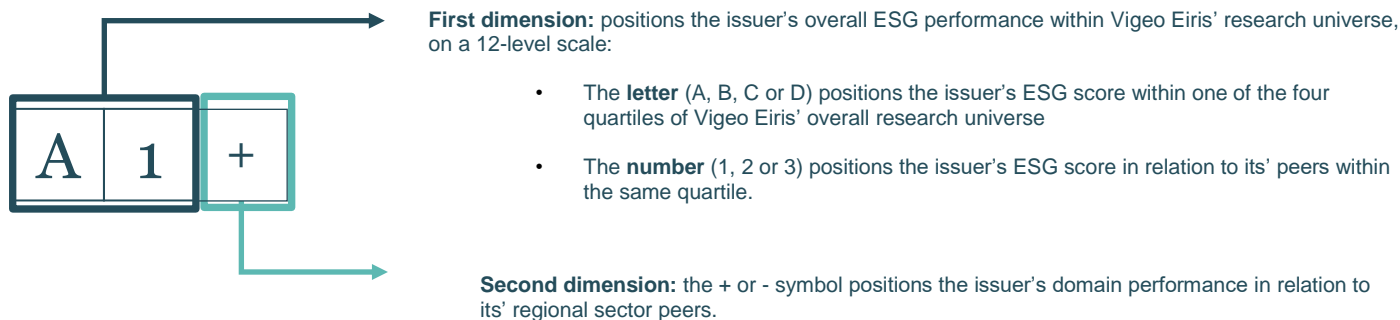 First dimension: positions the issuer's overall ESG performance within Vigeo Eiris' research universe,
on a 12-level scale:
• The letter (A, B, C or D) positions the issuer's ESG score within one of the four
quartiles of Vigeo Eiris' overall research universe
A 1 +
• The number (1, 2 or 3) positions the issuer's ESG score in relation to its' peers within
the same quartile.
Second dimension: the + or - symbol positions the issuer's domain performance in relation to
its' regional sector peers.